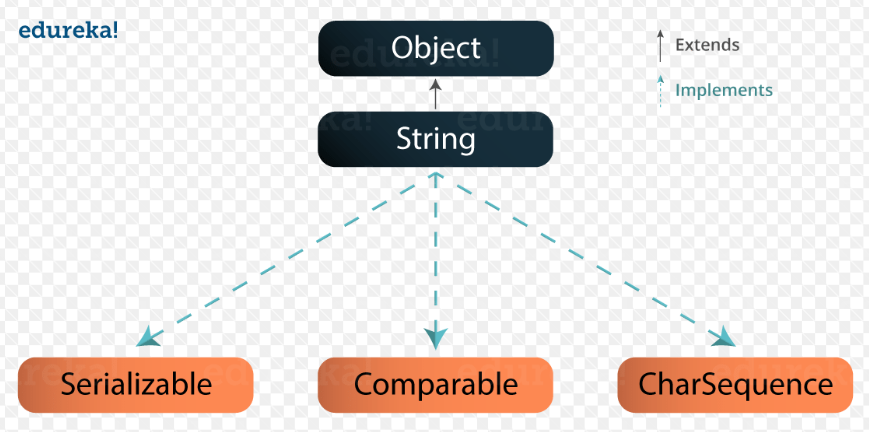 edureka!
Object
Extends
Implements
String
Serializable
Comparable
CharSequence